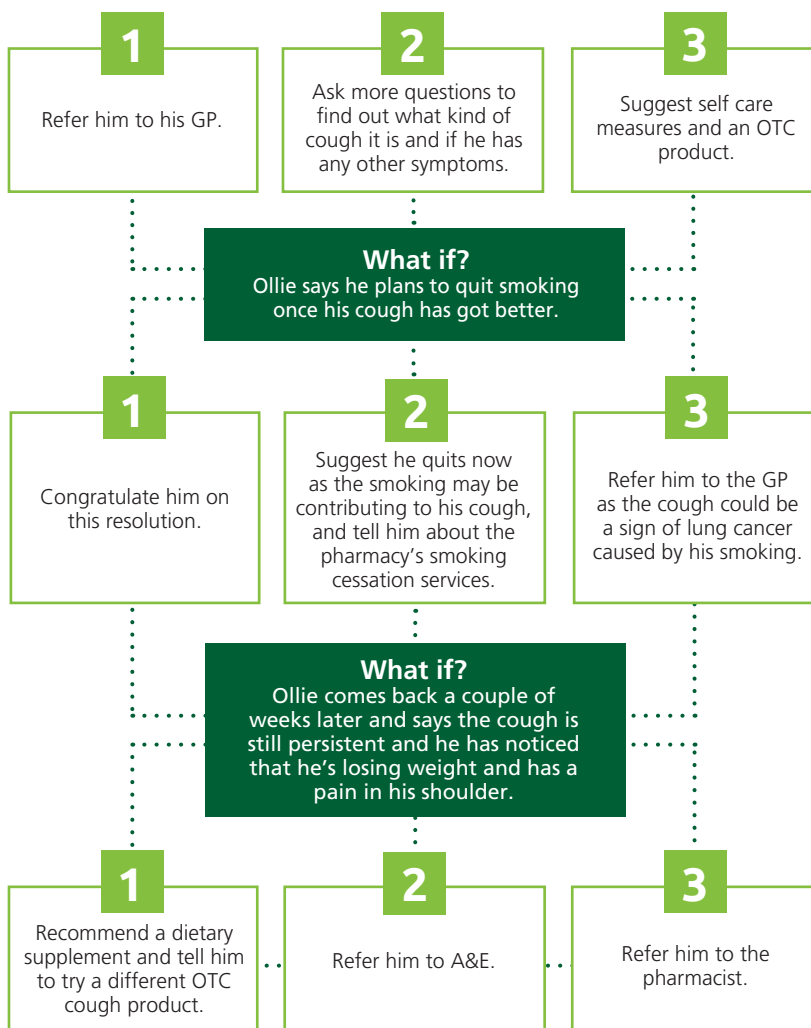 1
Refer him to his GP.
2
Ask more questions to
find out what kind of
cough it is and if he has
any other symptoms.
3
Suggest self care
measures and an OTC
product.
What if?
Ollie says he plans to quit smoking
once his cough has got better.
1
Congratulate him on
this resolution.
2
Suggest he quits now
as the smoking may be
contributing to his cough,
and tell him about the
pharmacy's smoking
cessation services.
3
Refer him to the GP
as the cough could be
a sign of lung cancer
caused by his smoking.
What if?
Ollie comes back a couple of
weeks later and says the cough is
still persistent and he has noticed
that he's losing weight and has a
pain in his shoulder.
1
Recommend a dietary
supplement and tell him
to try a different OTC
cough product.
2
Refer him to A&E.
3
Refer him to the
pharmacist.